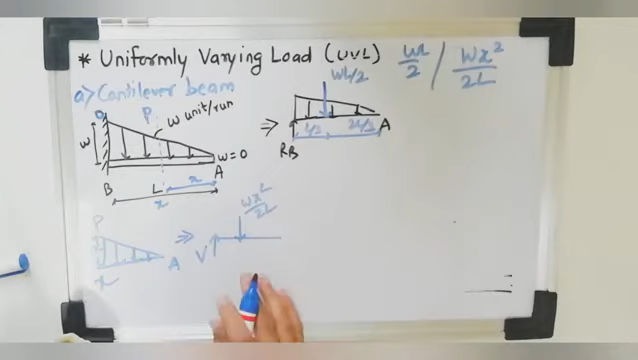 * Uniformly Varying Load (UVL) WL/2 / Wx²/2L
a) Cantilever beam
WL/2
P
w unit/run
w
⇒ L/3 2L/3 A
RB
w=0
A
B L x
x
Wx²/2L
P
⇒
V
A
x